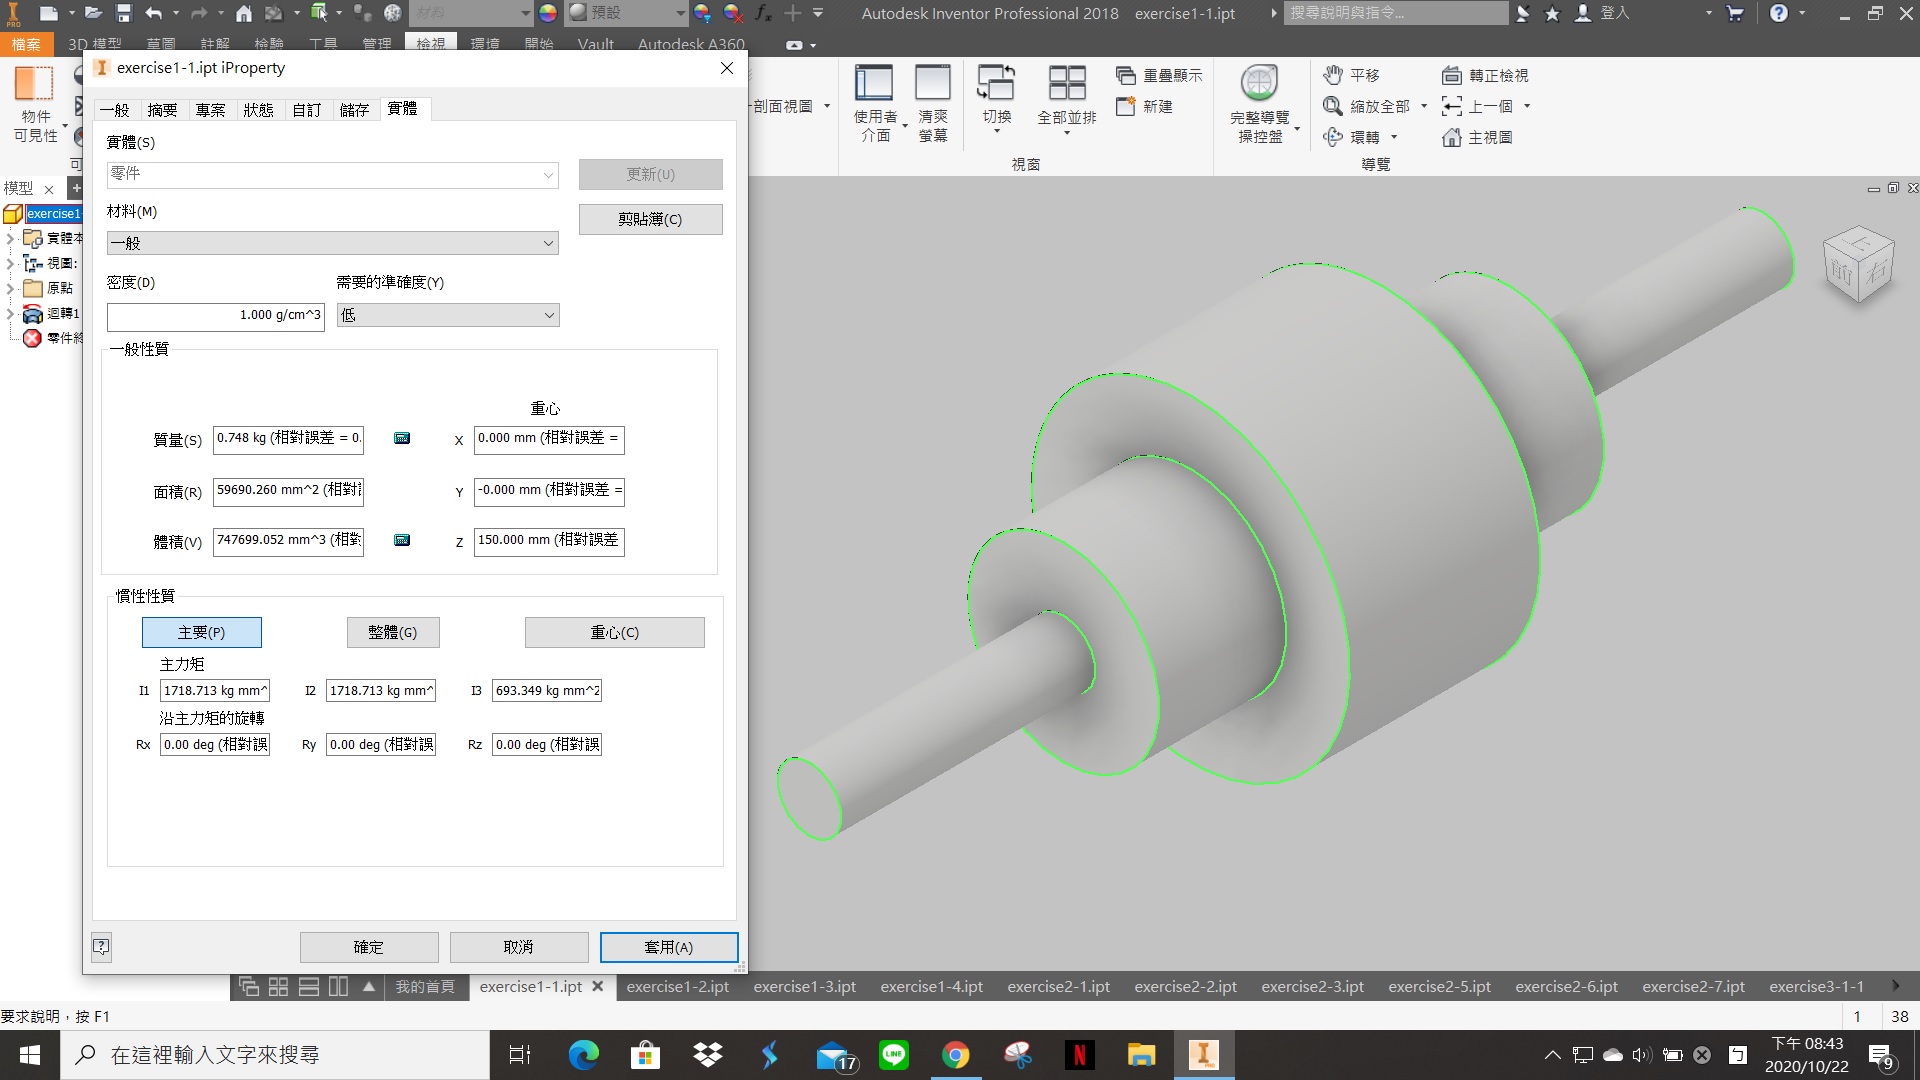 PRO
材料
預設
Autodesk Inventor Professional 2018 exercise1-1.ipt
搜尋說明與指令...
登入
檔案 3D 模型 草圖 註解 檢驗 工具 管理 檢視 環境 開始 Vault Autodesk A360
物件
可見性
可
剖面視圖
使用者
介面
清爽
螢幕
切換
全部並排
重疊顯示
新建
視窗
完整導覽
操控盤
平移
縮放全部
環轉
轉正檢視
上一個
主視圖
導覽
模型
exercise1-
實體本
視圖:
原點
迴轉1
零件終
exercise1-1.ipt iProperty
一般 摘要 專案 狀態 自訂 儲存 實體
實體(S)
零件
更新(U)
材料(M)
剪貼簿(C)
一般
密度(D) 需要的準確度(Y)
1.000 g/cm^3 低
一般性質
重心
質量(S) 0.748 kg (相對誤差 = 0. X 0.000 mm (相對誤差 =
面積(R) 59690.260 mm^2 (相對 Y -0.000 mm (相對誤差 =
體積(V) 747699.052 mm^3 (相對 Z 150.000 mm (相對誤差
慣性性質
主要(P) 整體(G) 重心(C)
主力矩
I1 1718.713 kg mm^ I2 1718.713 kg mm^ I3 693.349 kg mm^2
沿主力矩的旋轉
Rx 0.00 deg (相對誤 Ry 0.00 deg (相對誤 Rz 0.00 deg (相對誤
確定 取消 套用(A)
上
前 右
我的首頁 exercise1-1.ipt exercise1-2.ipt exercise1-3.ipt exercise1-4.ipt exercise2-1.ipt exercise2-2.ipt exercise2-3.ipt exercise2-5.ipt exercise2-6.ipt exercise2-7.ipt exercise3-1-1
要求說明，按 F1
1 38
在這裡輸入文字來搜尋
17
LINE
N
PRO
下午 08:43
2020/10/22
9